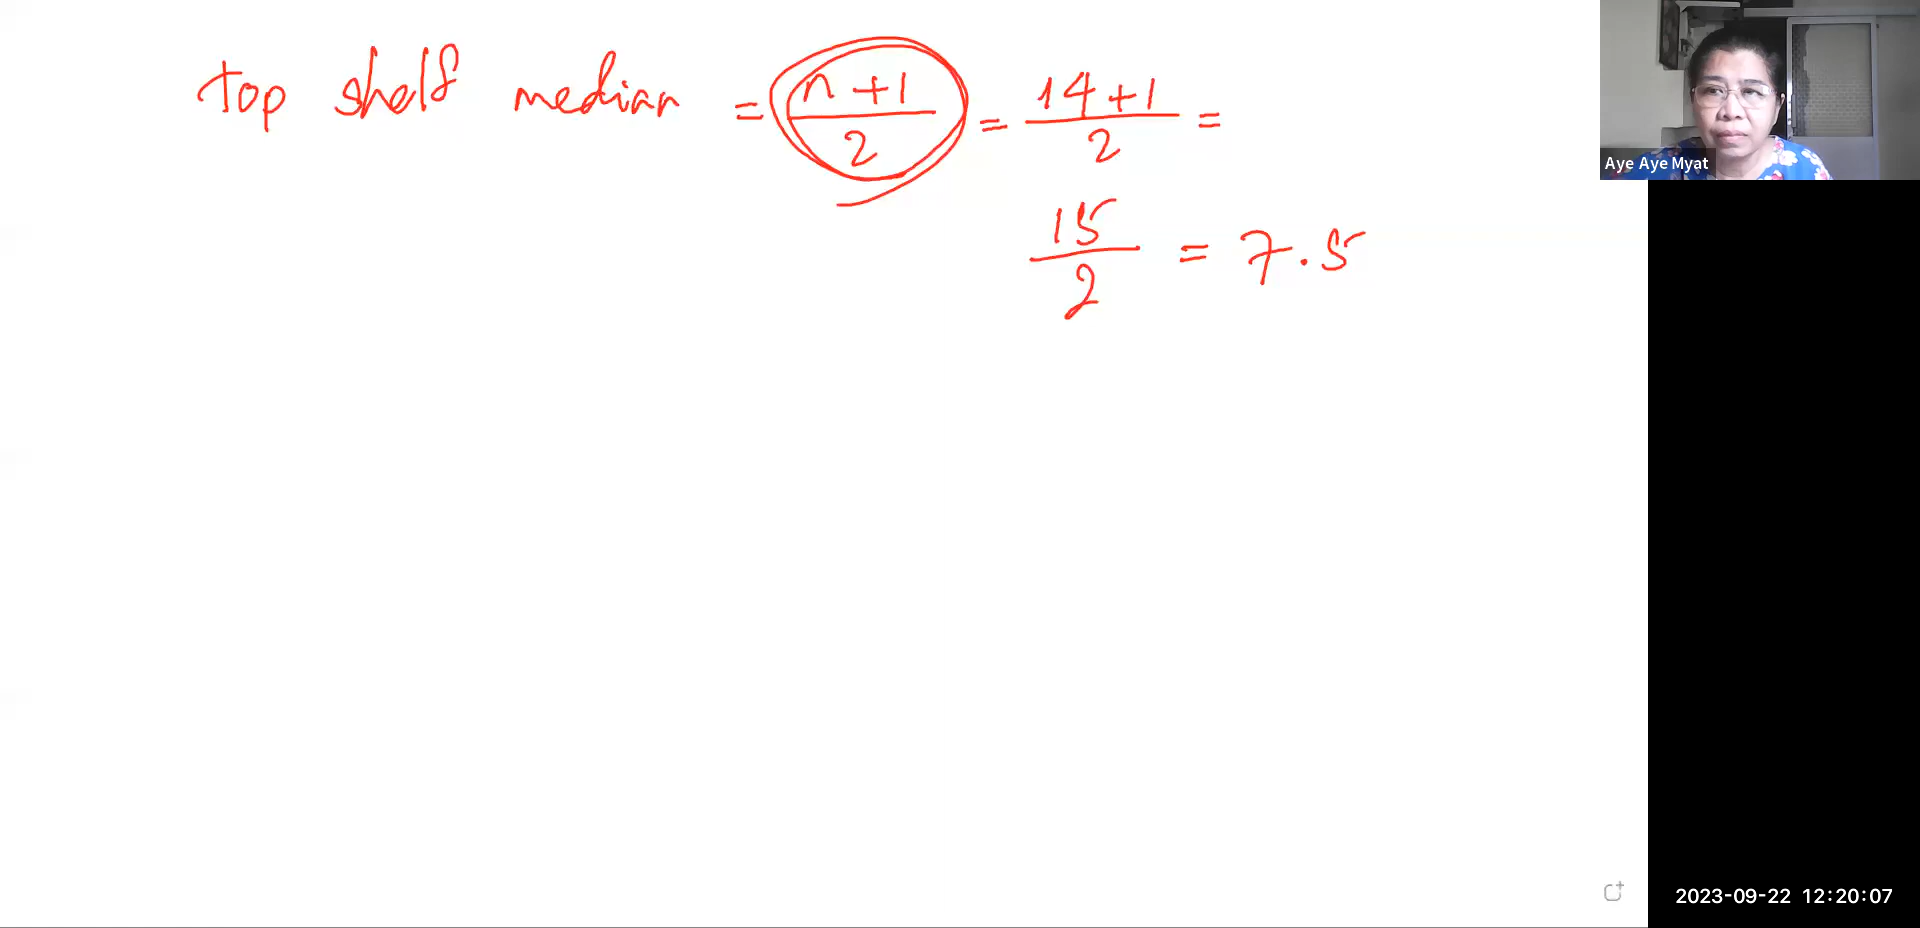 top shelf median = n+1/2 = 14+1/2 =
15/2 = 7.5
Aye Aye Myat
2023-09-22 12:20:07